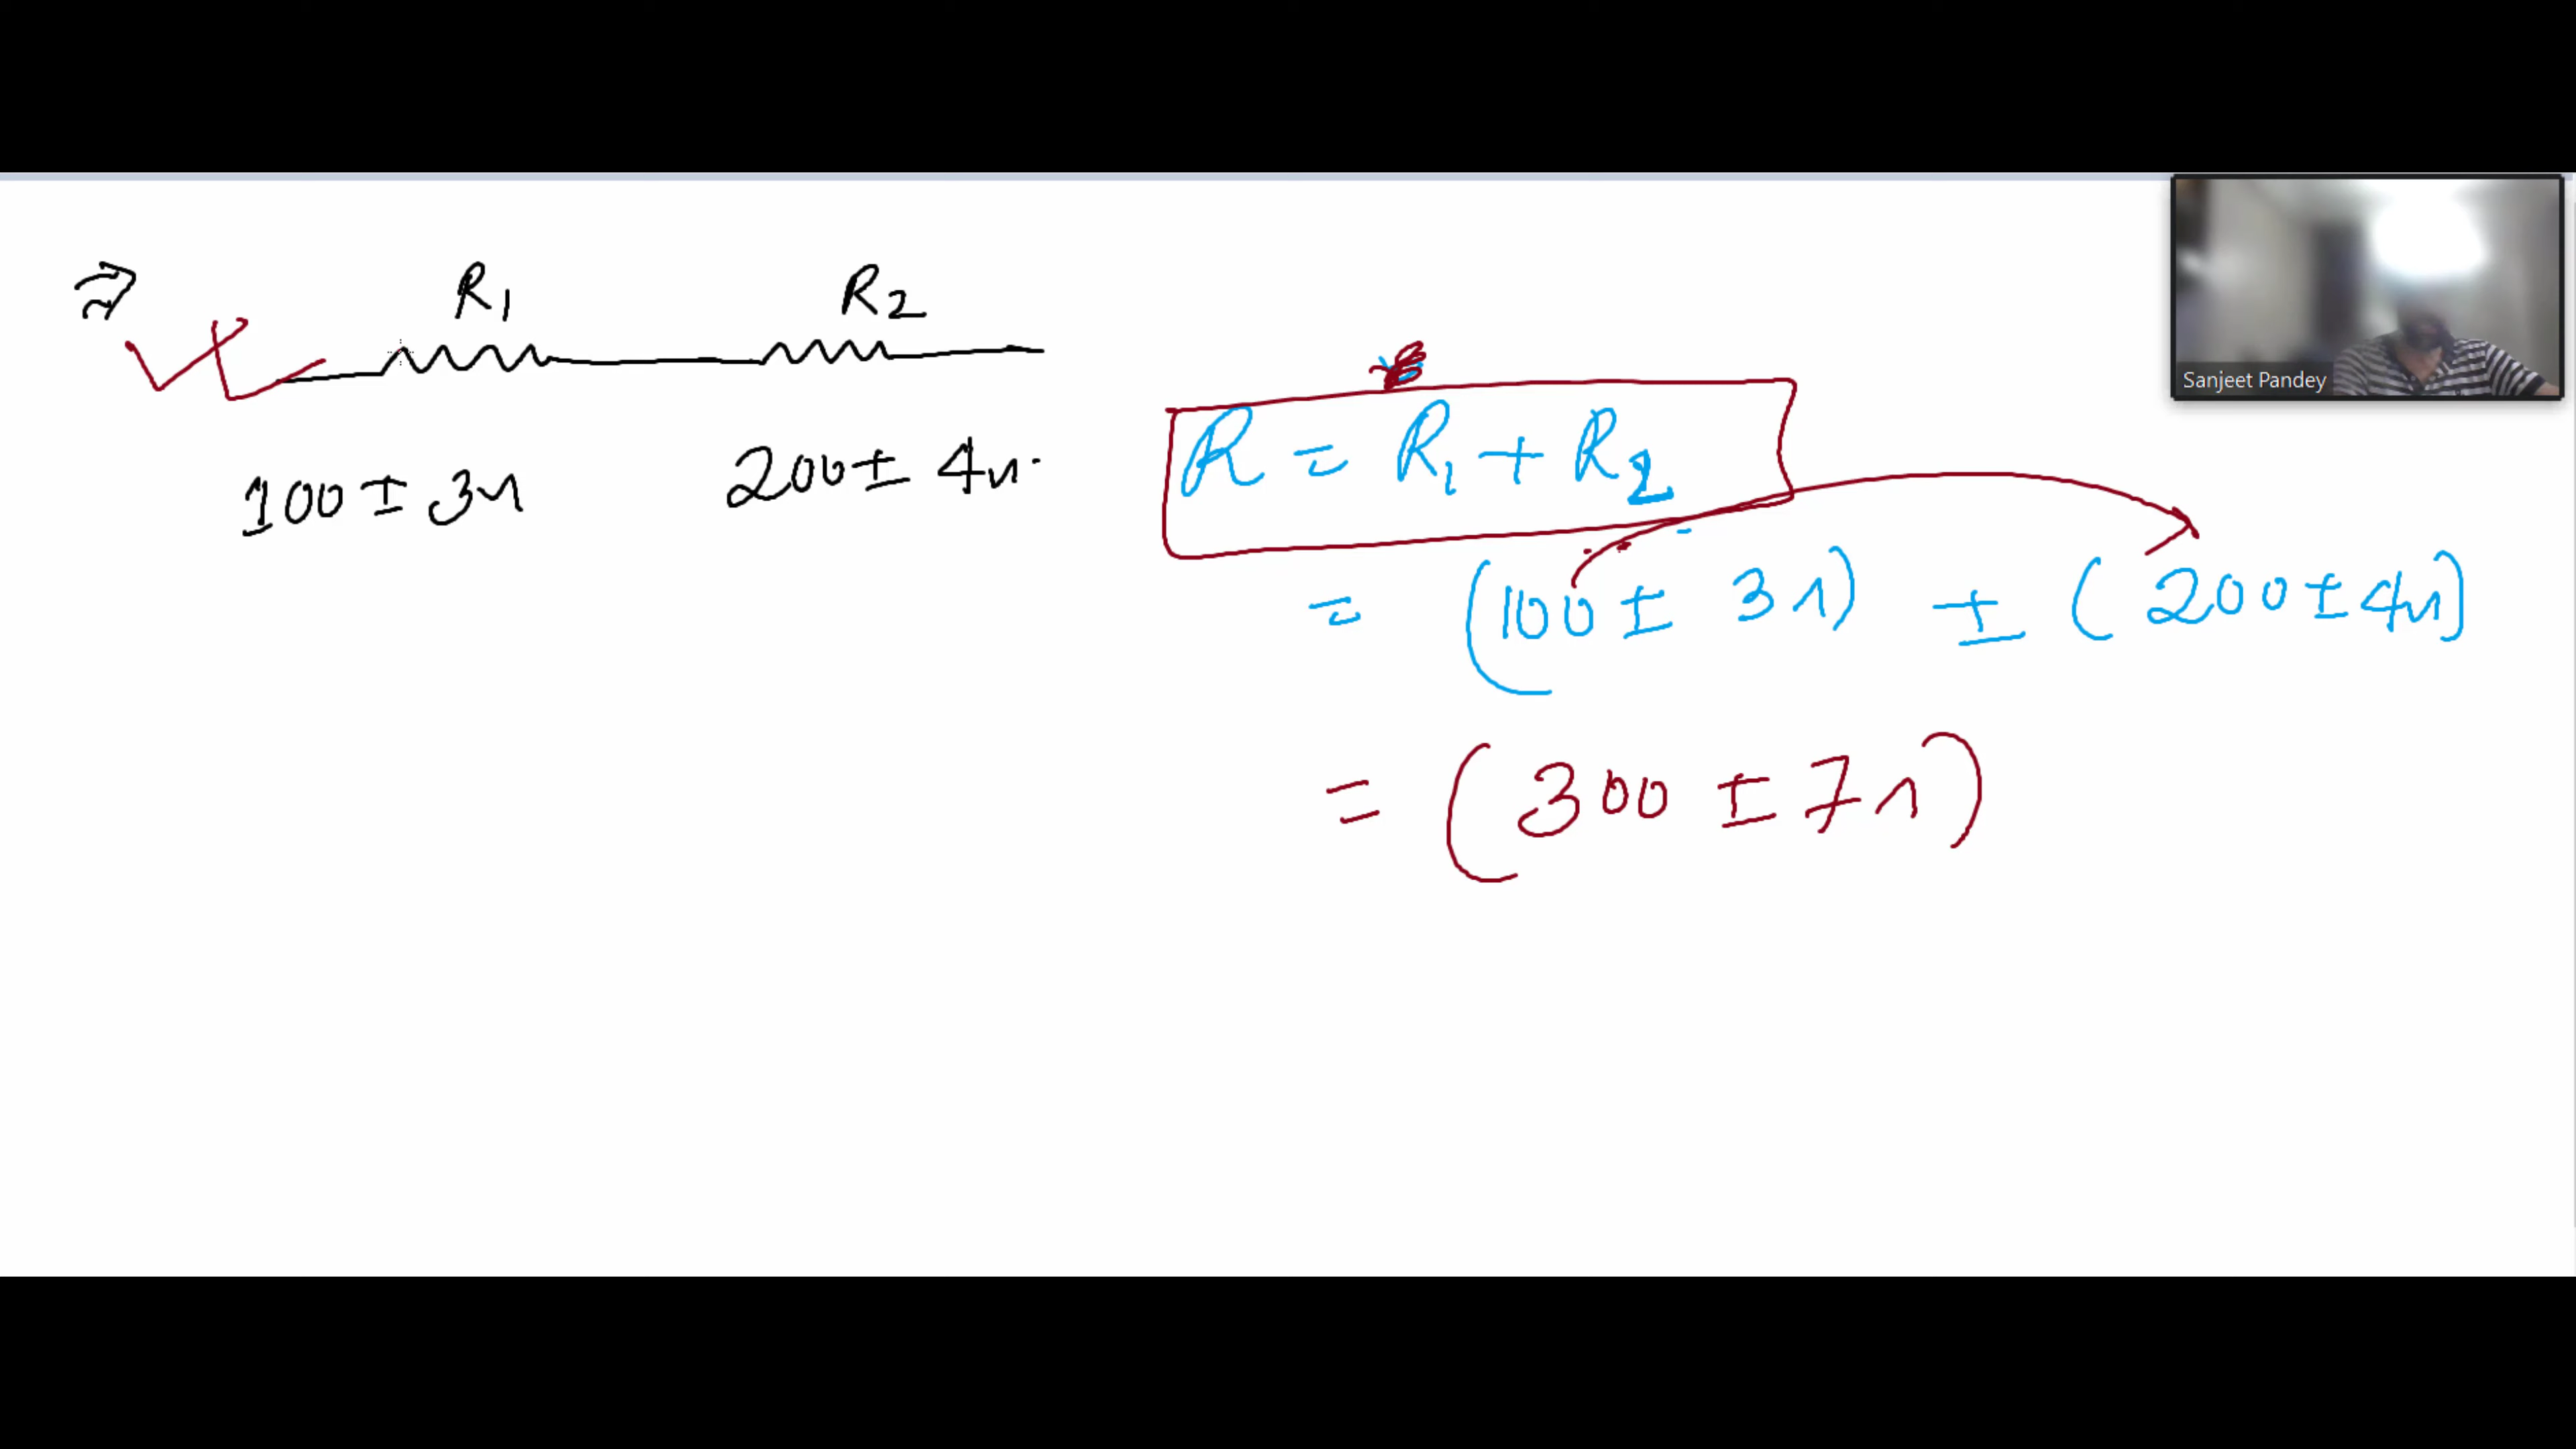 R1 R2
100 ± 3Ω 200 ± 4Ω
R = R1 + R2
= (100 ± 3Ω) ± (200 ± 4Ω)
= (300 ± 7Ω)
Sanjeet Pandey